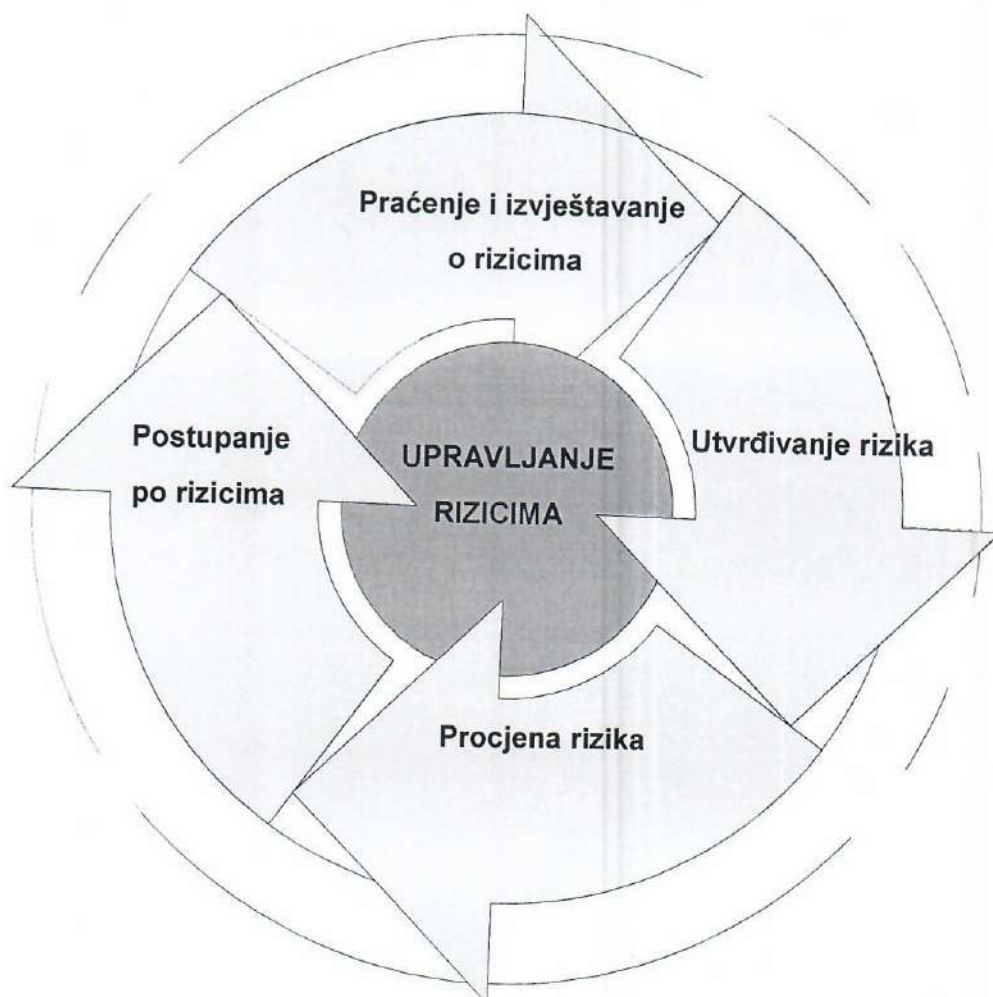 Praćenje i izvještavanje
o rizicima
Utvrđivanje rizika
Postupanje
po rizicima
UPRAVLJANJE
RIZICIMA
Procjena rizika